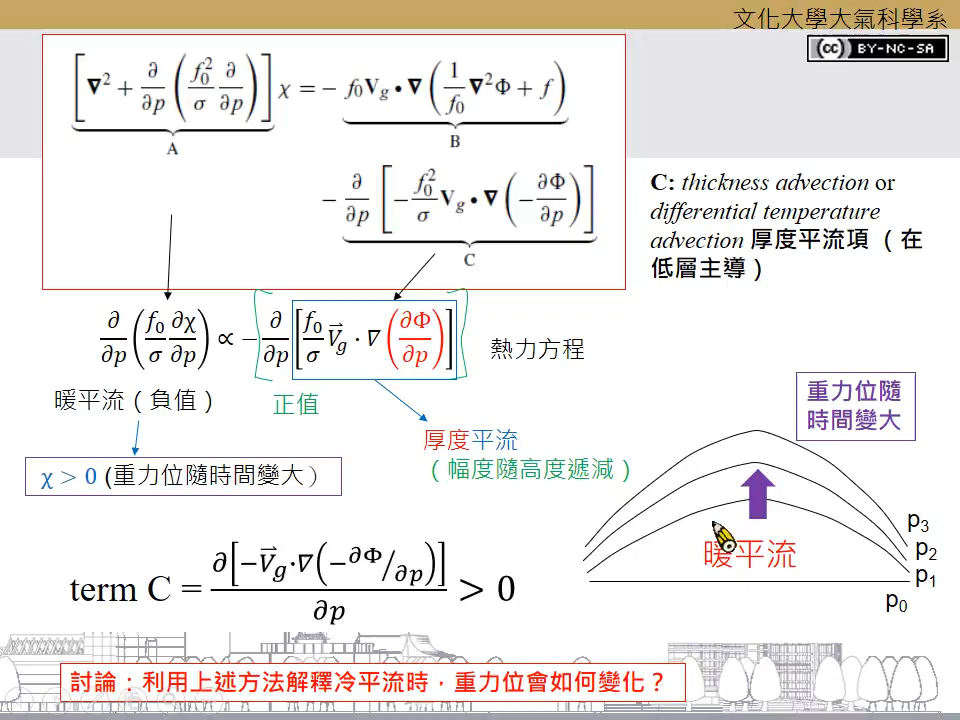 文化大學大氣科學系
(cc) BY-NC-SA
[∇² + ∂/∂p (f₀²/σ ∂/∂p)] χ = − f₀V_g • ∇ (1/f₀ ∇²Φ + f)
A
B
− ∂/∂p [−f₀²/σ V_g • ∇ (−∂Φ/∂p)]
C
C: thickness advection or
differential temperature
advection 厚度平流項 （在
低層主導）
∂/∂p (f₀/σ ∂χ/∂p) ∝ − ∂/∂p [f₀/σ V⃗_g · ∇ (∂Φ/∂p)]
熱力方程
暖平流（負值）
正值
厚度平流
（幅度隨高度遞減）
χ > 0 (重力位隨時間變大）
重力位隨
時間變大
暖平流
p₃
p₂
p₁
p₀
term C = ∂[−V⃗_g·∇(−∂Φ/∂p)]/∂p > 0
討論：利用上述方法解釋冷平流時，重力位會如何變化？